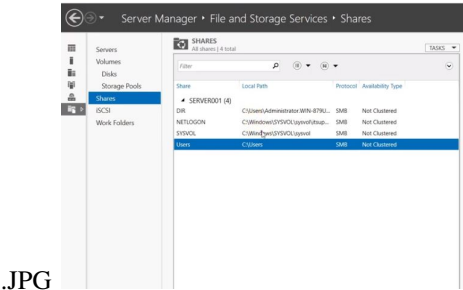 Server Manager • File and Storage Services • Shares
Servers
Volumes
Disks
Storage Pools
Shares
iSCSI
Work Folders
SHARES
All shares | 4 total
TASKS
Filter
Share Local Path Protocol Availability Type
SERVER001 (4)
DIR C:\Users\Administrator.WIN-879U... SMB Not Clustered
NETLOGON C:\Windows\SYSVOL\sysvol\itsup... SMB Not Clustered
SYSVOL C:\Windows\SYSVOL\sysvol SMB Not Clustered
Users C:\Users SMB Not Clustered
.JPG